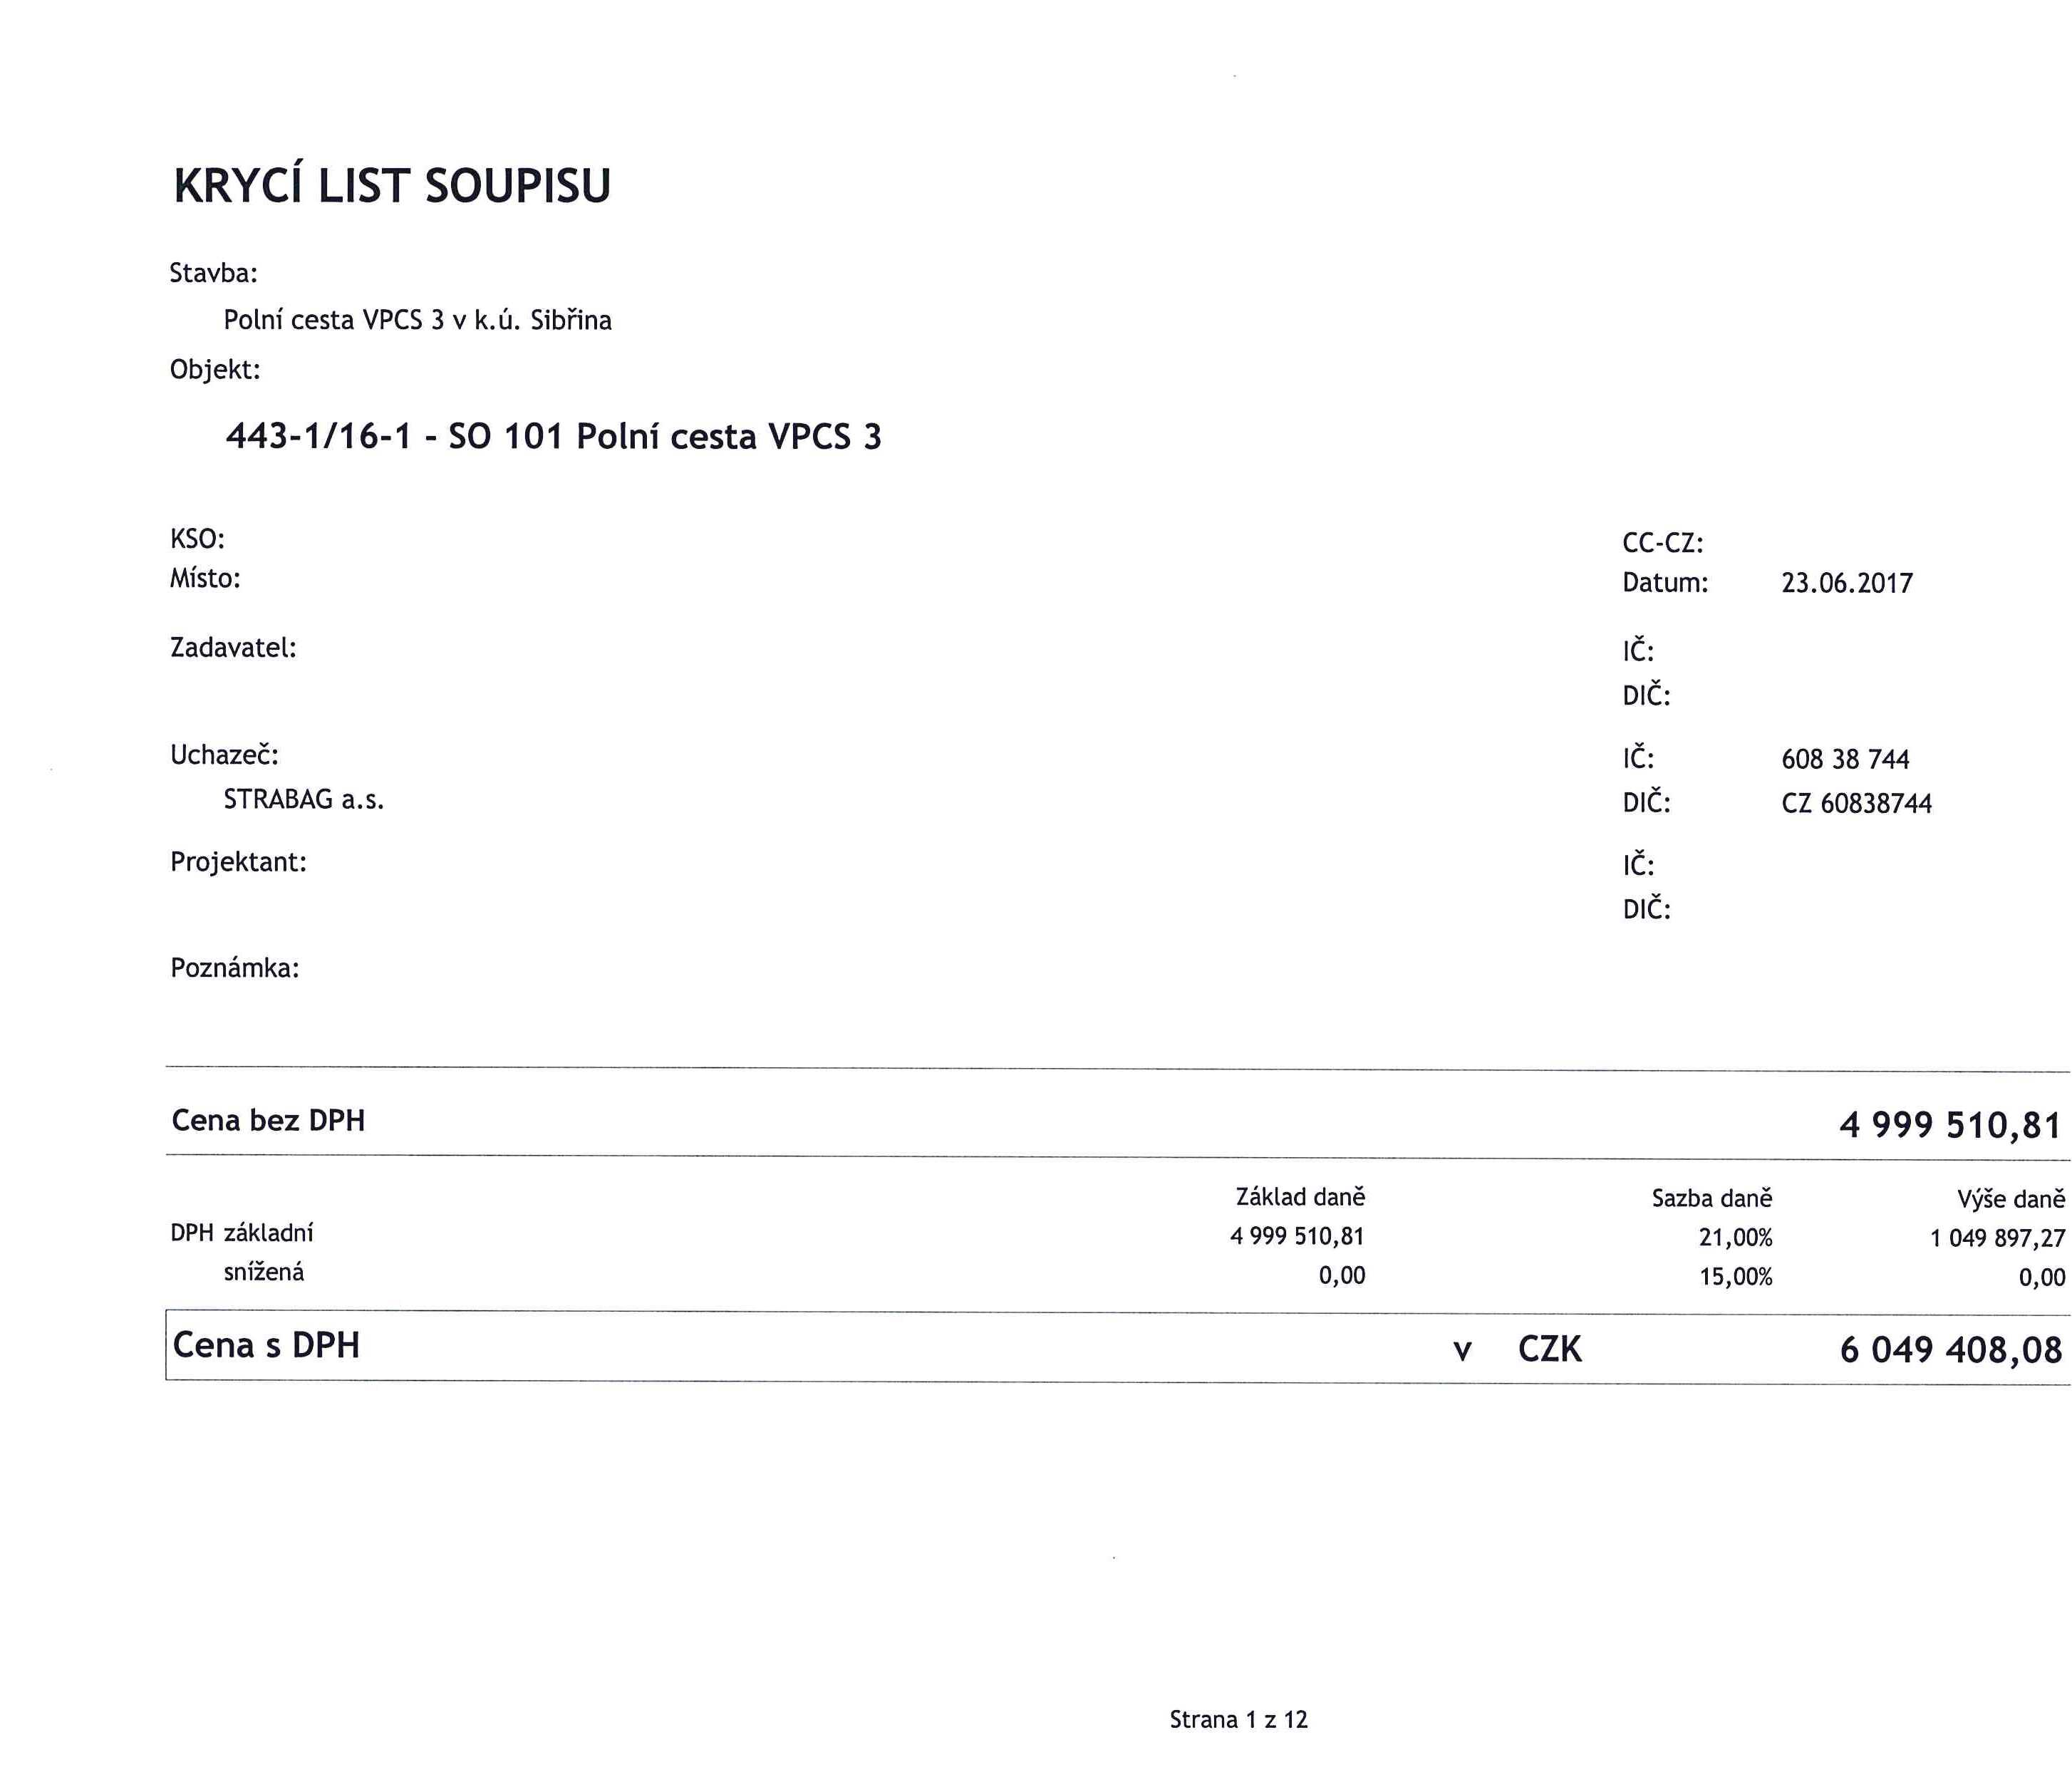 KRYCÍ LIST SOUPISU
Stavba:
Polní cesta VPCS 3 v k.ú. Sibřina
Objekt:
443-1/16-1 - SO 101 Polní cesta VPCS 3
KSO:
CC-CZ:
Místo:
Datum: 23.06.2017
Zadavatel:
IČ:
DIČ:
Uchazeč:
IČ: 608 38 744
STRABAG a.s.
DIČ: CZ 60838744
Projektant:
IČ:
DIČ:
Poznámka:
Cena bez DPH 4 999 510,81
Základ daně Sazba daně Výše daně
DPH základní 4 999 510,81 21,00% 1 049 897,27
snížená 0,00 15,00% 0,00
Cena s DPH v CZK 6 049 408,08
Strana 1 z 12